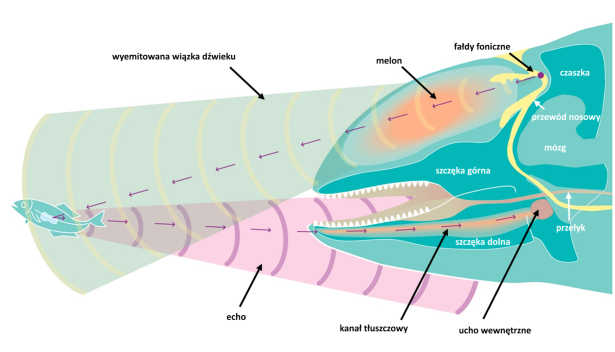 fałdy foniczne
wyemitowana wiązka dźwieku
melon
czaszka
przewód nosowy
mózg
szczęka górna
przełyk
szczęka dolna
echo
kanał tłuszczowy
ucho wewnętrzne